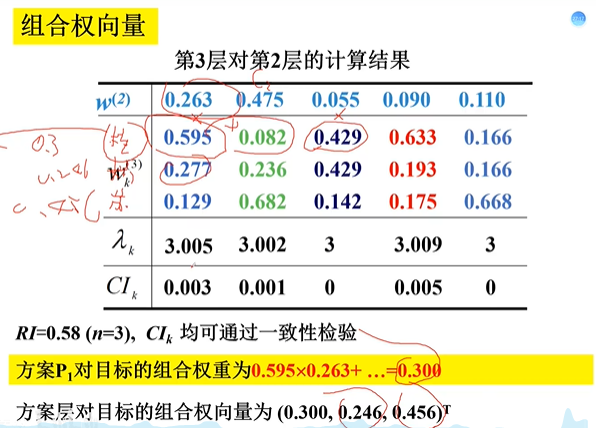 组合权向量
第3层对第2层的计算结果
w(2) 0.263 0.475 0.055 0.090 0.110
0.595 0.082 0.429 0.633 0.166
w_k^(3) 0.277 0.236 0.429 0.193 0.166
0.129 0.682 0.142 0.175 0.668
λ_k 3.005 3.002 3 3.009 3
CI_k 0.003 0.001 0 0.005 0
0.3
0.246
RI=0.58 (n=3), CI_k 均可通过一致性检验
方案P₁对目标的组合权重为0.595×0.263+ …=0.300
方案层对目标的组合权向量为 (0.300, 0.246, 0.456)ᵀ